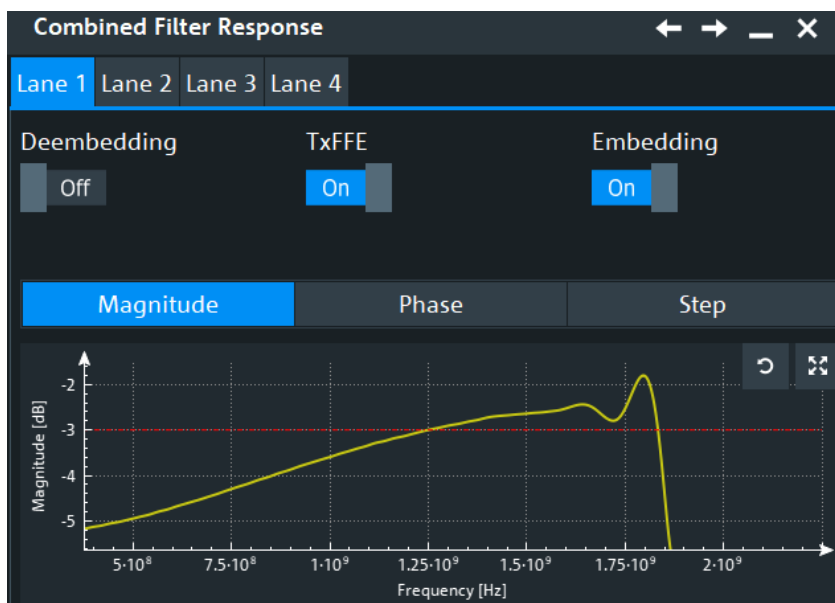 Combined Filter Response
Lane 1 Lane 2 Lane 3 Lane 4
Deembedding TxFFE Embedding
Off On On
Magnitude Phase Step
Magnitude [dB]
-2
-3
-4
-5
5·10⁸ 7.5·10⁸ 1·10⁹ 1.25·10⁹ 1.5·10⁹ 1.75·10⁹ 2·10⁹
Frequency [Hz]